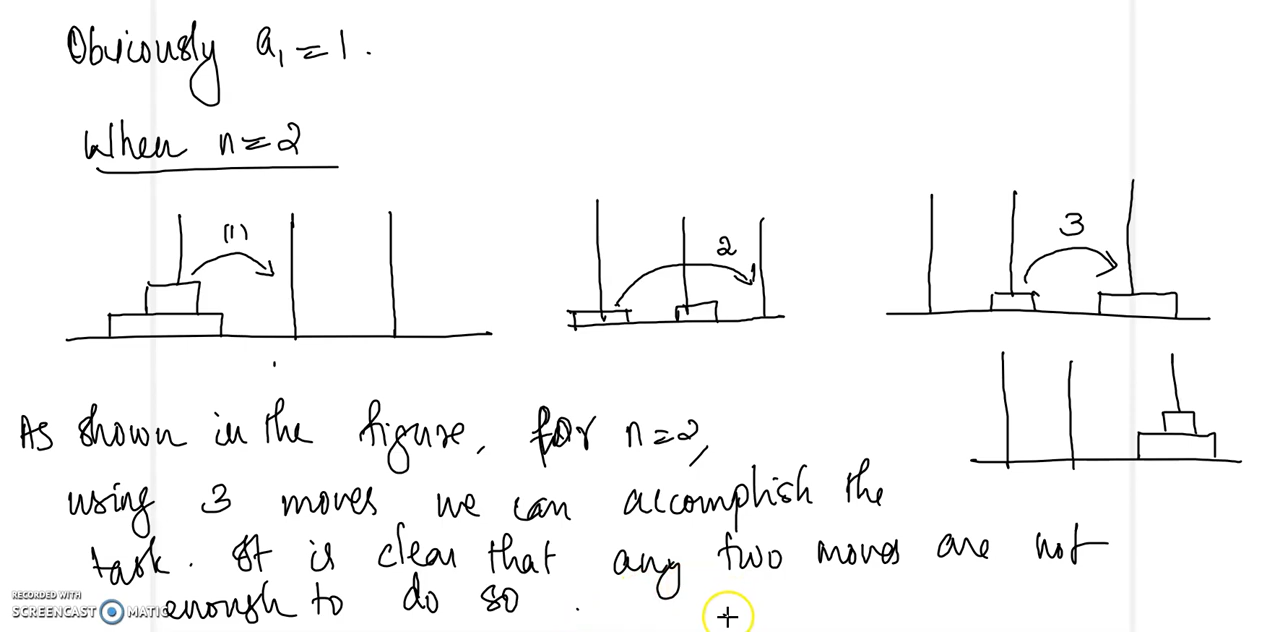 Obviously a₁ = 1.
When n=2
(1)
2
3
As shown in the figure, for n=2,
using 3 moves we can accomplish the
task. It is clear that any two moves are not
enough to do so.
RECORDED WITH
SCREENCAST MATIC